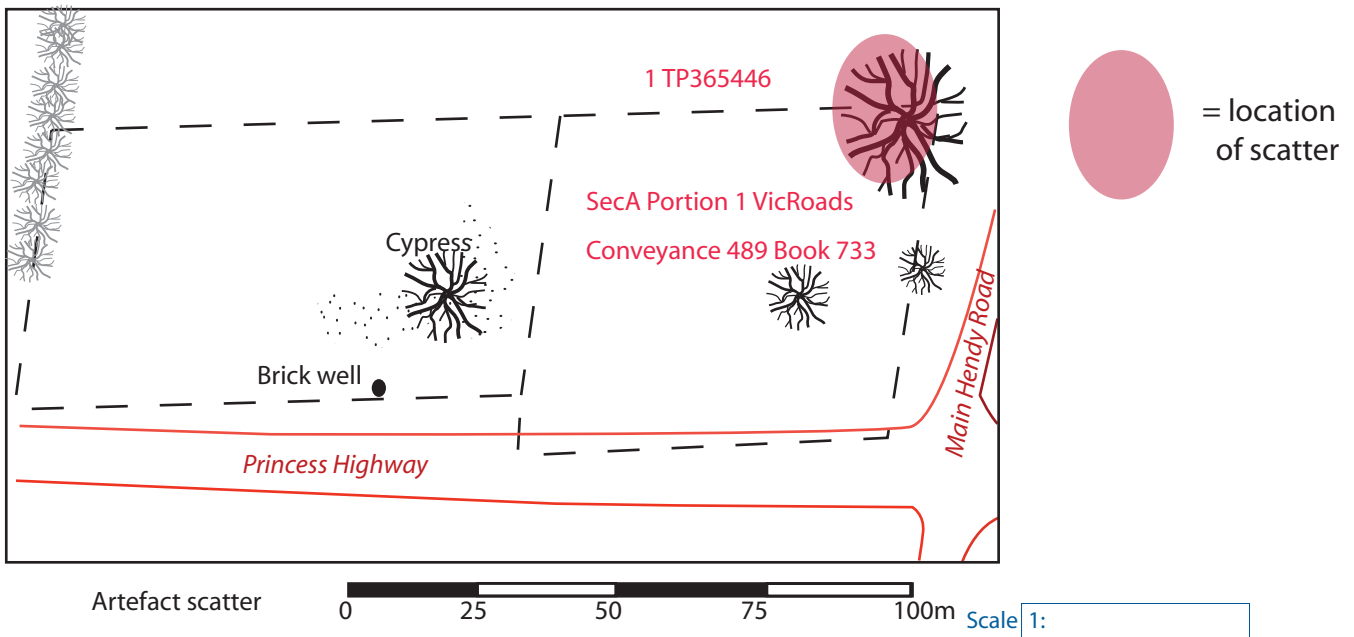 1 TP365446
= location
of scatter
SecA Portion 1 VicRoads
Cypress
Conveyance 489 Book 733
Main Hendy Road
Brick well
Princess Highway
Artefact scatter
0 25 50 75 100m
Scale 1: